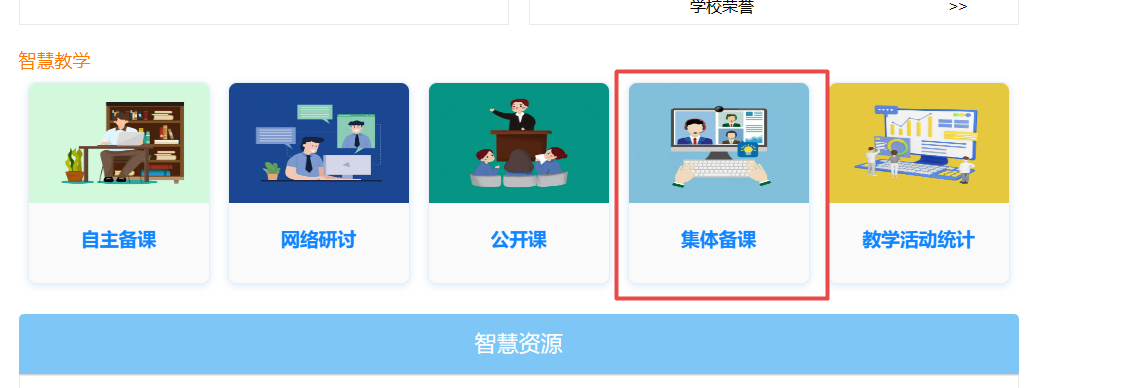 学校荣誉 >>
智慧教学
自主备课
网络研讨
公开课
集体备课
教学活动统计
智慧资源